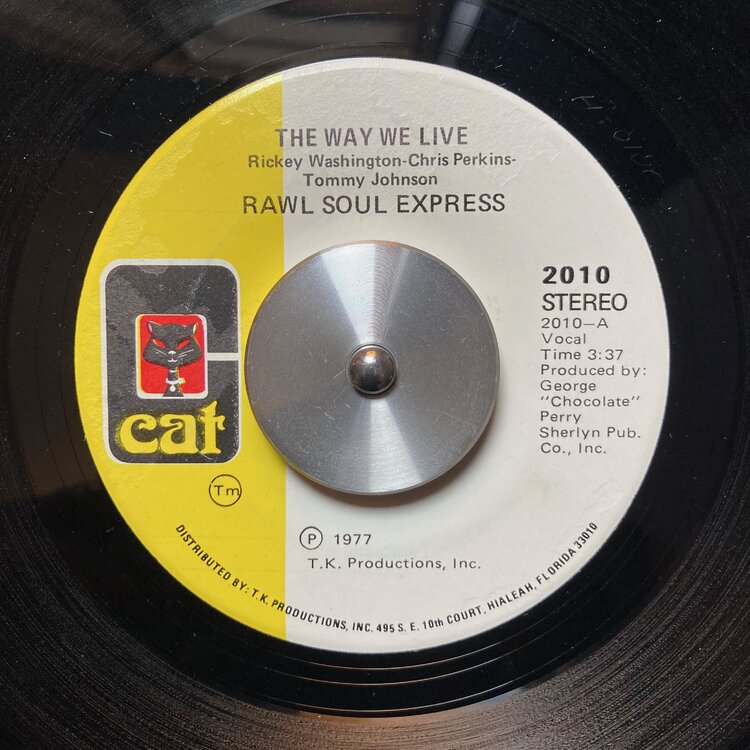 THE WAY WE LIVE
Rickey Washington-Chris Perkins-
Tommy Johnson
RAWL SOUL EXPRESS
2010
STEREO
2010-A
Vocal
Time 3:37
Produced by:
George
"Chocolate"
Perry
Sherlyn Pub.
Co., Inc.
cat
Tm
P 1977
T.K. Productions, Inc.
DISTRIBUTED BY: T.K. PRODUCTIONS, INC. 495 S. E. 10th COURT, HIALEAH, FLORIDA 33010